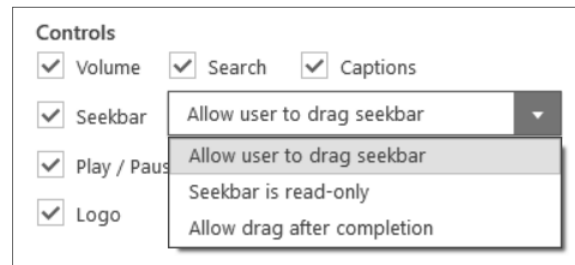 Controls
Volume Search Captions
Seekbar Allow user to drag seekbar
Allow user to drag seekbar
Play / Paus
Seekbar is read-only
Logo
Allow drag after completion